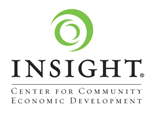 INSIGHT®
CENTER FOR COMMUNITY
ECONOMIC DEVELOPMENT